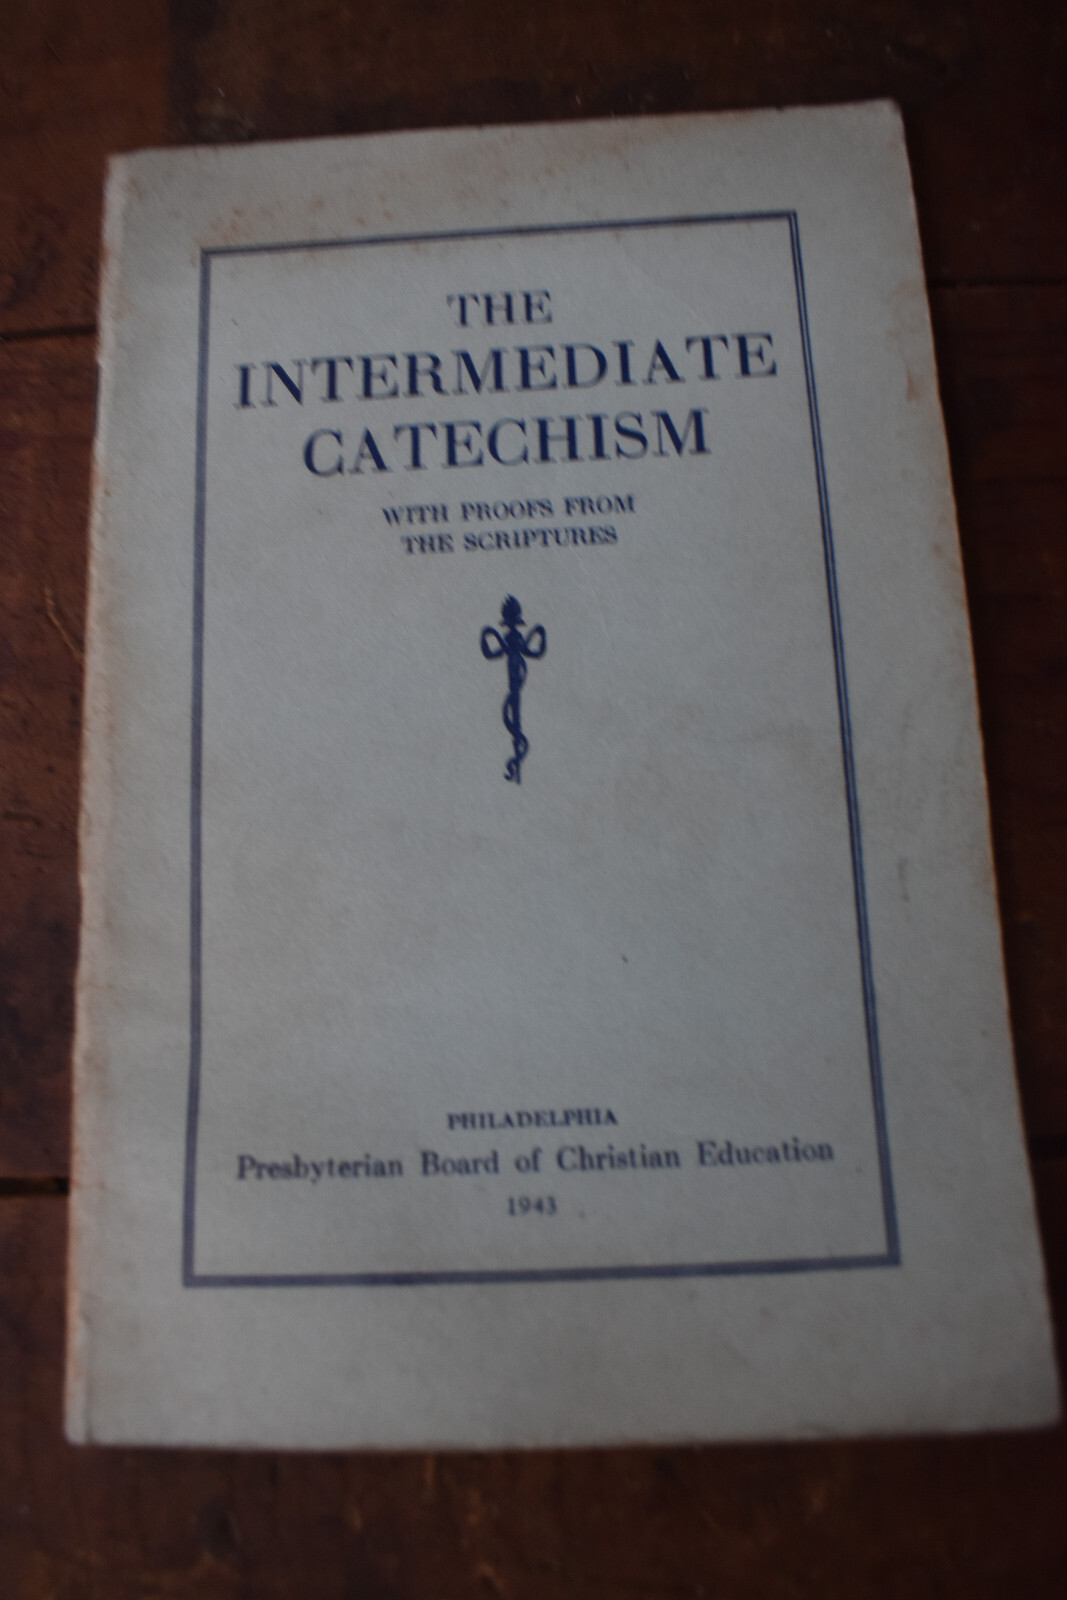 THE
INTERMEDIATE
CATECHISM
WITH PROOFS FROM
THE SCRIPTURES
PHILADELPHIA
Presbyterian Board of Christian Education
1943